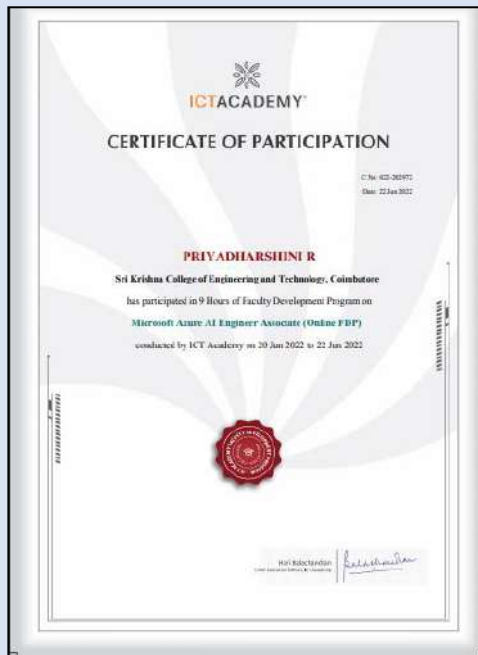 ICTACADEMY
CERTIFICATE OF PARTICIPATION
Date: 22 Jun 2022
PRIYADHARSHINI R
Sri Krishna College of Engineering and Technology, Coimbatore
has participated in 9 Hours of Faculty Development Program on
Microsoft Azure AI Engineer Associate (Online FDP)
conducted by ICT Academy on 20 Jun 2022 to 22 Jun 2022
Hari Balachandran